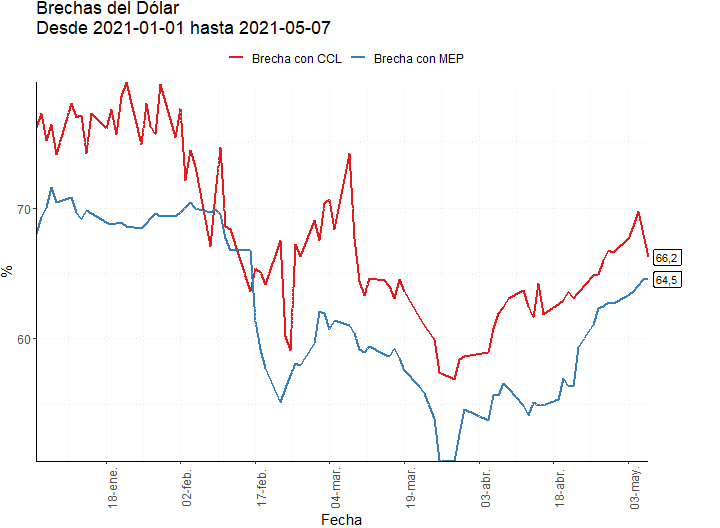 Brechas del Dólar
Desde 2021-01-01 hasta 2021-05-07
Brecha con CCL
Brecha con MEP
%
70
60
66,2
64,5
18-ene.
02-feb.
17-feb.
04-mar.
19-mar.
03-abr.
18-abr.
03-may.
Fecha